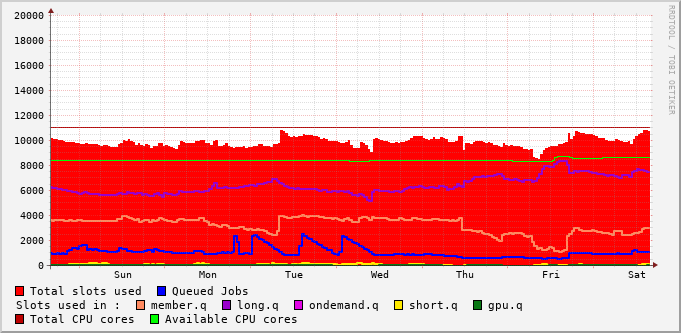 20000
18000
16000
14000
12000
10000
8000
6000
4000
2000
0
Sun Mon Tue Wed Thu Fri Sat
RRDTOOL / TOBI OETIKER
Total slots used Queued Jobs
Slots used in : member.q long.q ondemand.q short.q gpu.q
Total CPU cores Available CPU cores